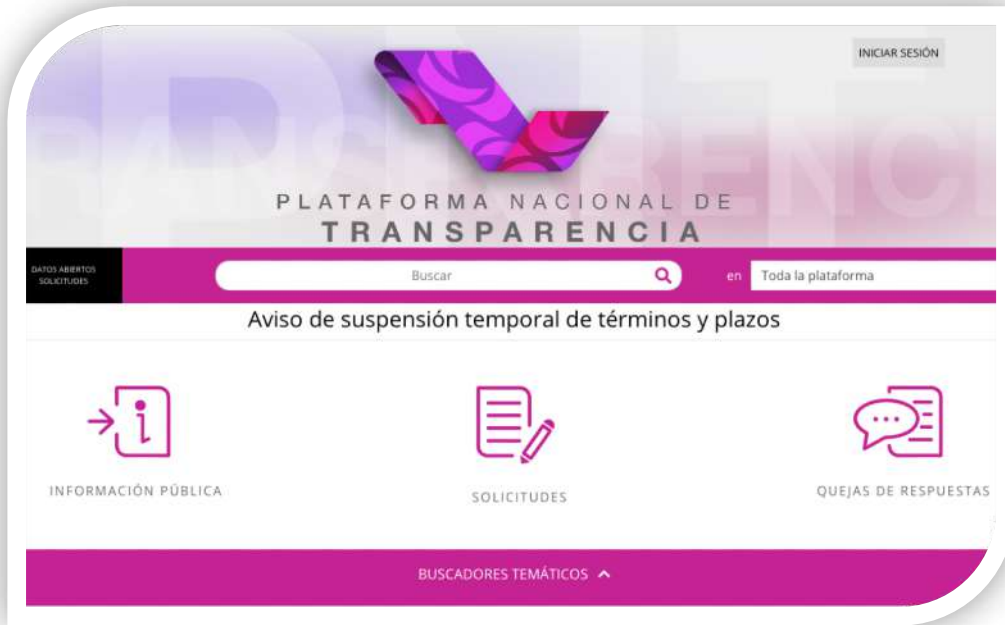 INICIAR SESIÓN
PLATAFORMA NACIONAL DE
TRANSPARENCIA
DATOS ABIERTOS
SOLICITUDES
Buscar
en
Toda la plataforma
Aviso de suspensión temporal de términos y plazos
INFORMACIÓN PÚBLICA
SOLICITUDES
QUEJAS DE RESPUESTAS
BUSCADORES TEMÁTICOS